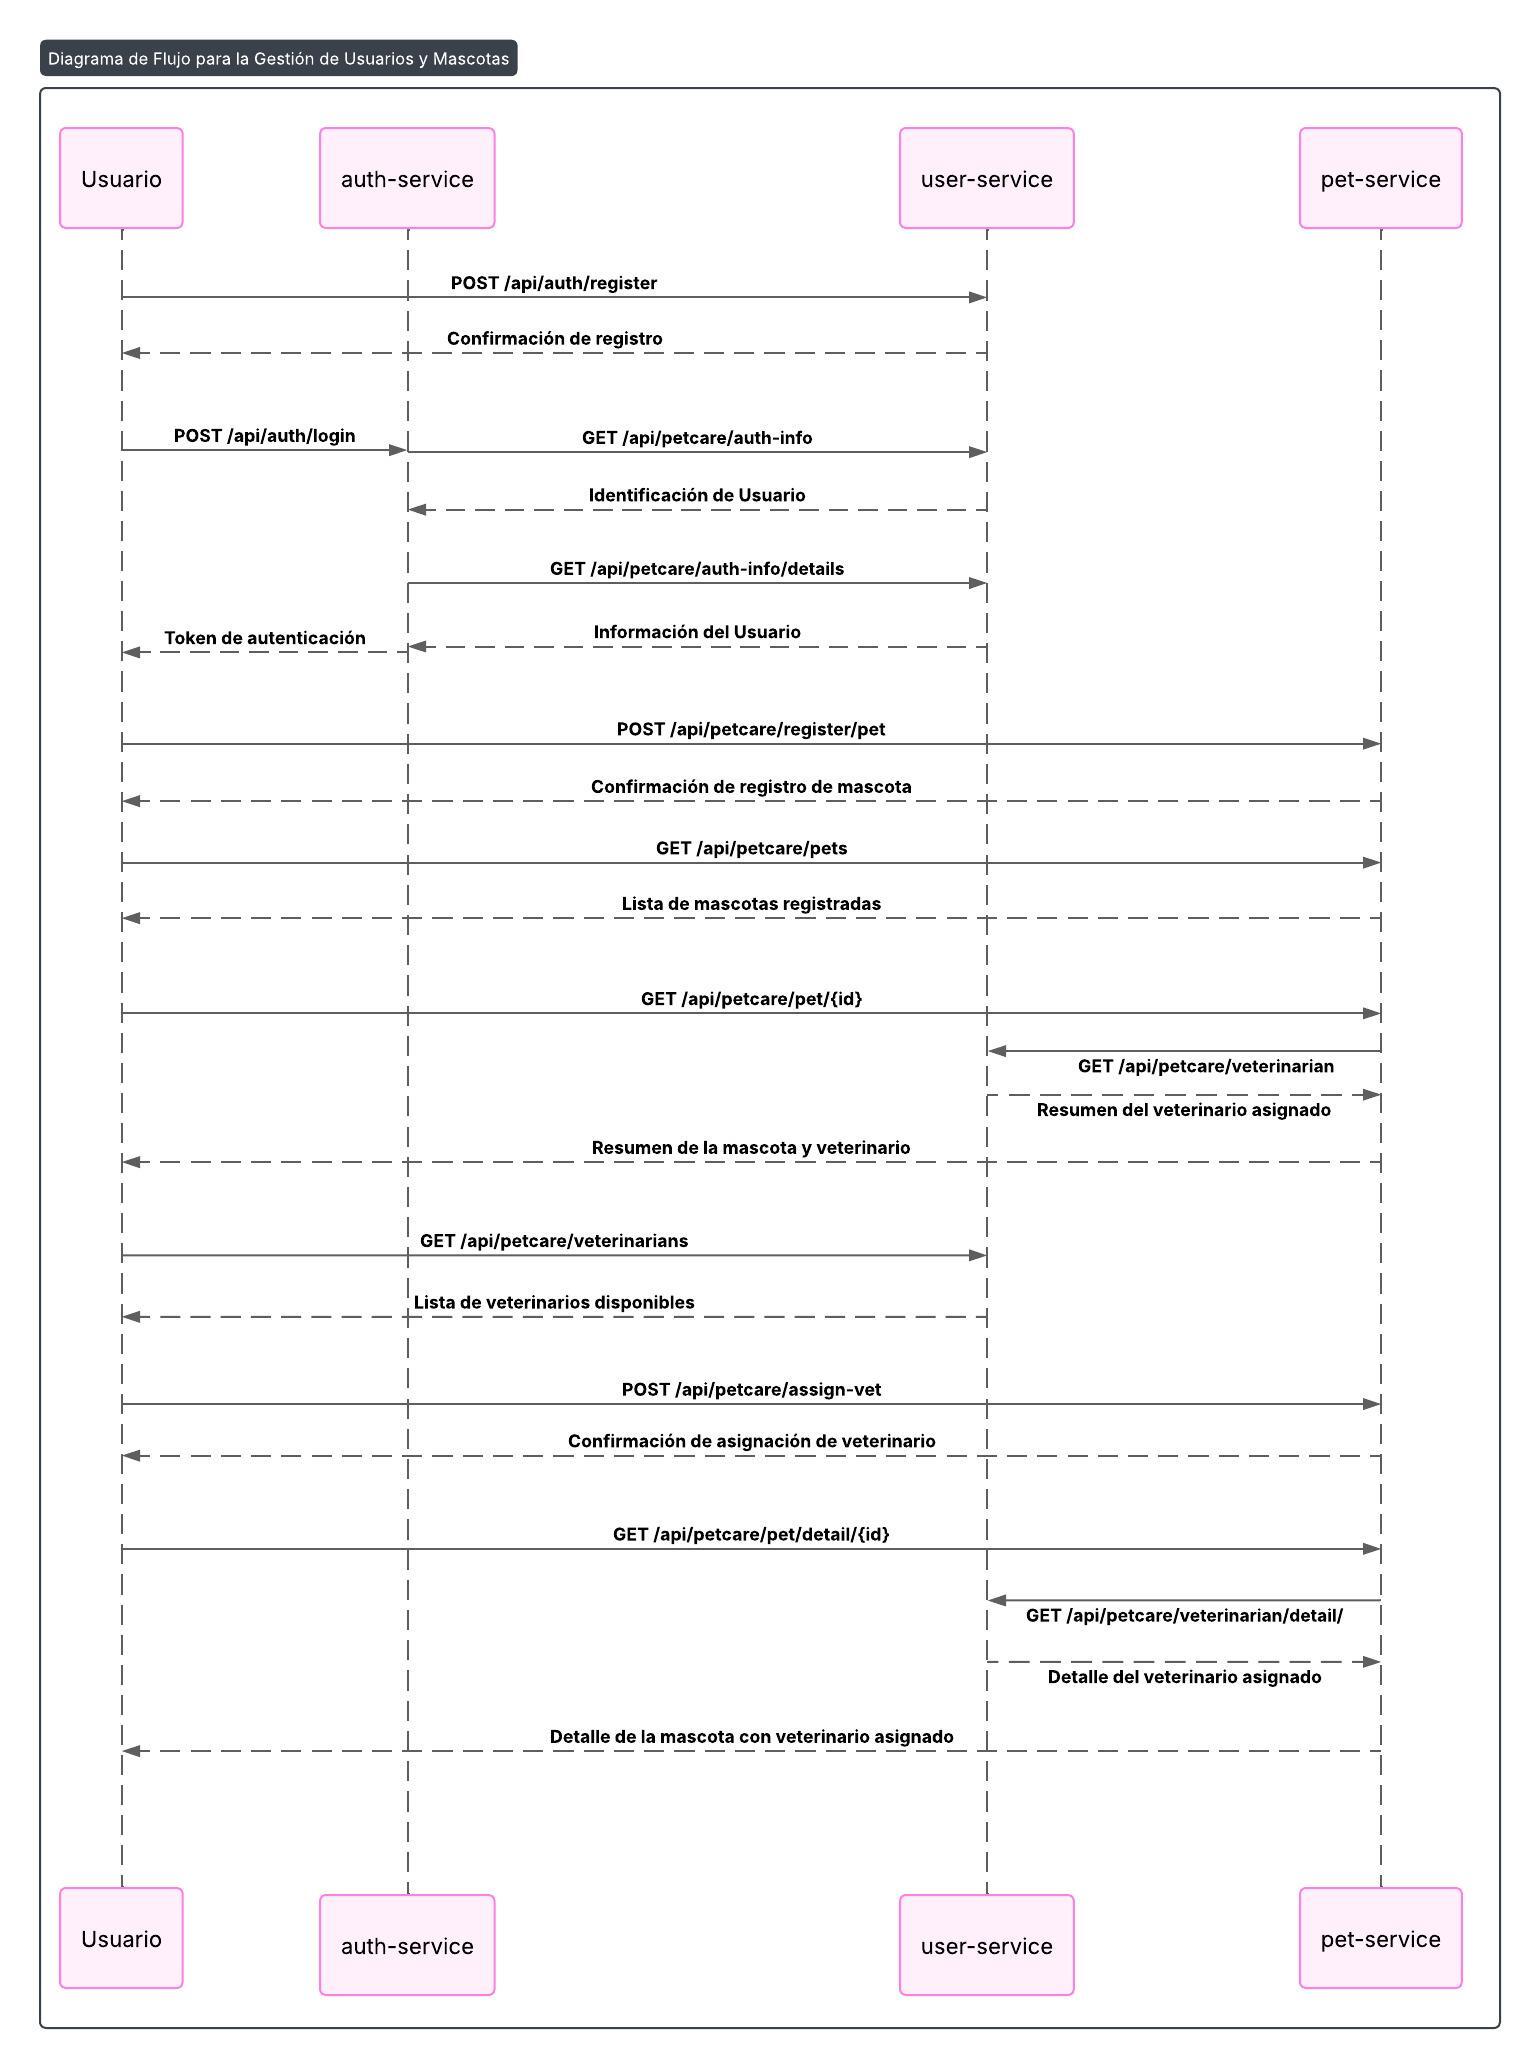 Diagrama de Flujo para la Gestión de Usuarios y Mascotas
Usuario
auth-service
user-service
pet-service
POST /api/auth/register
Confirmación de registro
POST /api/auth/login
GET /api/petcare/auth-info
Identificación de Usuario
GET /api/petcare/auth-info/details
Información del Usuario
Token de autenticación
POST /api/petcare/register/pet
Confirmación de registro de mascota
GET /api/petcare/pets
Lista de mascotas registradas
GET /api/petcare/pet/{id}
GET /api/petcare/veterinarian
Resumen del veterinario asignado
Resumen de la mascota y veterinario
GET /api/petcare/veterinarians
Lista de veterinarios disponibles
POST /api/petcare/assign-vet
Confirmación de asignación de veterinario
GET /api/petcare/pet/detail/{id}
GET /api/petcare/veterinarian/detail/
Detalle del veterinario asignado
Detalle de la mascota con veterinario asignado
Usuario
auth-service
user-service
pet-service